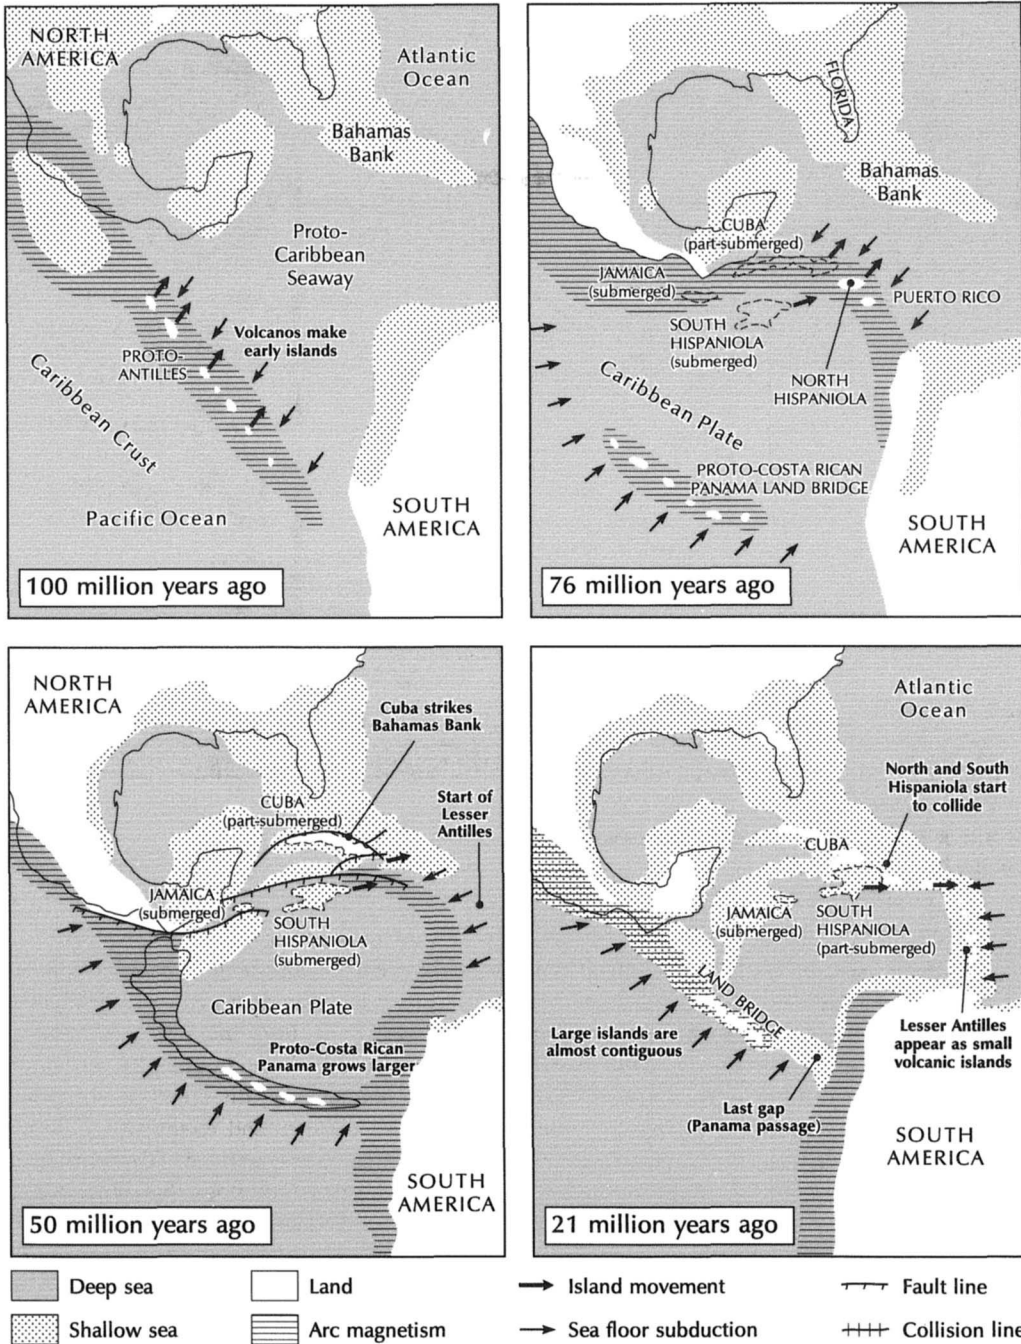 NORTH
AMERICA
Atlantic
Ocean
Bahamas
Bank
Proto-
Caribbean
Seaway
Volcanos make
early islands
PROTO-
ANTILLES
Caribbean Crust
Pacific Ocean
SOUTH
AMERICA
100 million years ago
FLORIDA
Bahamas
Bank
CUBA
(part-submerged)
JAMAICA
(submerged)
PUERTO RICO
SOUTH
HISPANIOLA
(submerged)
NORTH
HISPANIOLA
Caribbean Plate
PROTO-COSTA RICAN
PANAMA LAND BRIDGE
SOUTH
AMERICA
76 million years ago
NORTH
AMERICA
Cuba strikes
Bahamas Bank
CUBA
(part-submerged)
Start of
Lesser
Antilles
JAMAICA
(submerged)
SOUTH
HISPANIOLA
(submerged)
Caribbean Plate
Proto-Costa Rican
Panama grows larger
SOUTH
AMERICA
50 million years ago
Atlantic
Ocean
North and South
Hispaniola start
to collide
CUBA
JAMAICA
(submerged)
SOUTH
HISPANIOLA
(part-submerged)
LAND BRIDGE
Large islands are
almost contiguous
Lesser Antilles
appear as small
volcanic islands
Last gap
(Panama passage)
SOUTH
AMERICA
21 million years ago
Deep sea
Land
Island movement
Fault line
Shallow sea
Arc magnetism
Sea floor subduction
Collision line